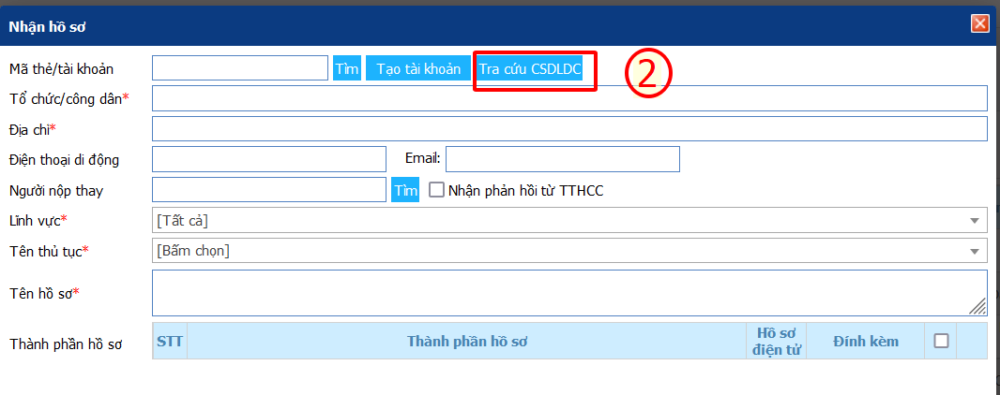 Nhận hồ sơ
Mã thẻ/tài khoản Tìm Tạo tài khoản Tra cứu CSDLDC 2
Tổ chức/công dân*
Địa chỉ*
Điện thoại di động Email:
Người nộp thay Tìm Nhận phản hồi từ TTHCC
Lĩnh vực* [Tất cả]
Tên thủ tục* [Bấm chọn]
Tên hồ sơ*
Thành phần hồ sơ STT Thành phần hồ sơ Hồ sơ điện tử Đính kèm